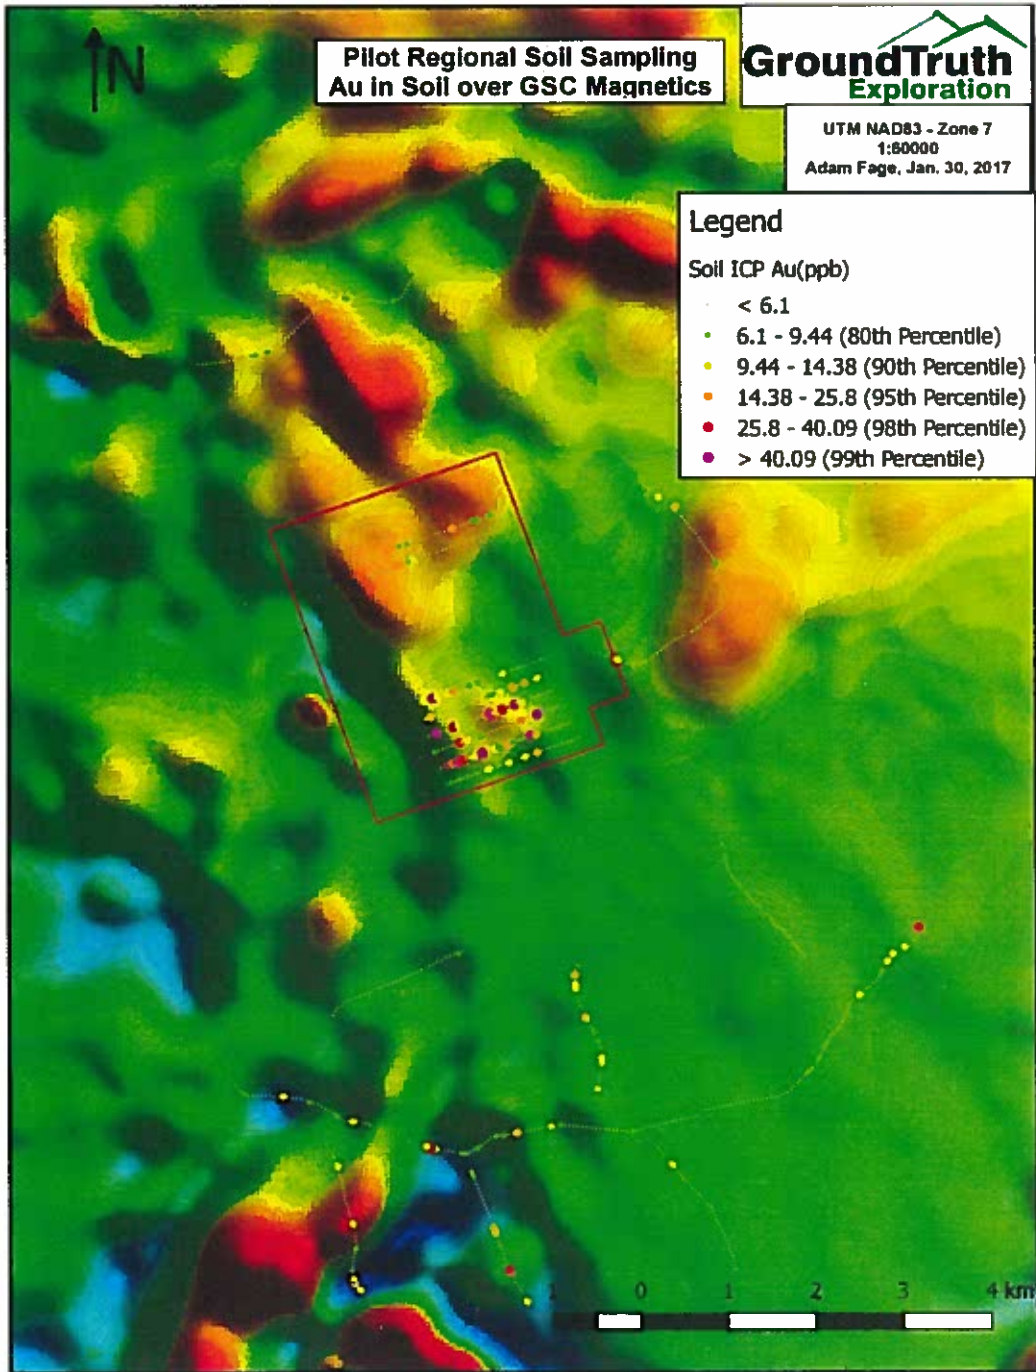 N
Pilot Regional Soil Sampling
Au in Soil over GSC Magnetics
GroundTruth
Exploration
UTM NAD83 - Zone 7
1:60000
Adam Fage, Jan. 30, 2017
Legend
Soil ICP Au(ppb)
< 6.1
6.1 - 9.44 (80th Percentile)
9.44 - 14.38 (90th Percentile)
14.38 - 25.8 (95th Percentile)
25.8 - 40.09 (98th Percentile)
> 40.09 (99th Percentile)
1 0 1 2 3 4 km